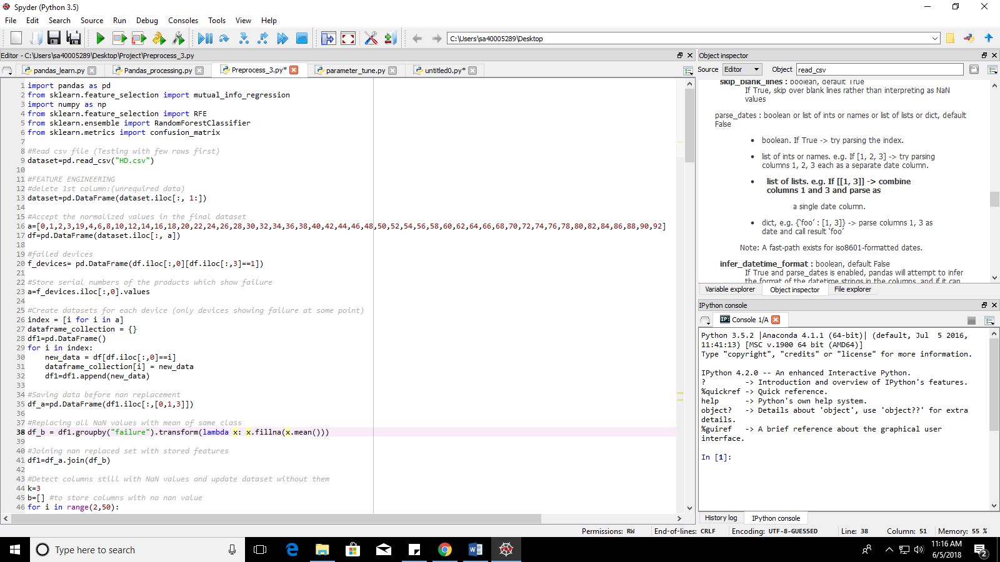 Spyder (Python 3.5)
File Edit Search Source Run Debug Consoles Tools View Help
C:\Users\sa40005289\Desktop
Editor - C:\Users\sa40005289\Desktop\Project\Preprocess_3.py
pandas_learn.py Pandas_processing.py Preprocess_3.py* parameter_tune.py untitled0.py*
1 import pandas as pd
2 from sklearn.feature_selection import mutual_info_regression
3 import numpy as np
4 from sklearn.feature_selection import RFE
5 from sklearn.ensemble import RandomForestClassifier
6 from sklearn.metrics import confusion_matrix
7
8 #Read csv file (Testing with few rows first)
9 dataset=pd.read_csv("HD.csv")
10
11 #FEATURE ENGINEERING
12 #delete 1st column:(unrequired data)
13 dataset=pd.DataFrame(dataset.iloc[:, 1:])
14
15 #Accept the normalized values in the final dataset
16 a=[0,1,2,3,19,4,6,8,10,12,14,16,18,20,22,24,26,28,30,32,34,36,38,40,42,44,46,48,50,52,54,56,58,60,62,64,66,68,70,72,74,76,78,80,82,84,86,88,90,92]
17 df=pd.DataFrame(dataset.iloc[:, a])
18
19 #failed devices
20 f_devices= pd.DataFrame(df.iloc[:,0][df.iloc[:,3]==1])
21
22 #Store serial numbers of the products which show failure
23 a=f_devices.iloc[:,0].values
24
25 #Create datasets for each device (only devices showing failure at some point)
26 index = [i for i in a]
27 dataframe_collection = {}
28 df1=pd.DataFrame()
29 for i in index:
30 new_data = df[df.iloc[:,0]==i]
31 dataframe_collection[i] = new_data
32 df1=df1.append(new_data)
33
34 #Saving data before nan replacement
35 df_a=pd.DataFrame(df1.iloc[:,[0,1,3]])
36
37 #Replacing all NaN values with mean of same class
38 df_b = df1.groupby("failure").transform(lambda x: x.fillna(x.mean()))
39
40 #Joining nan replaced set with stored features
41 df1=df_a.join(df_b)
42
43 #Detect columns still with NaN values and update dataset without them
44 k=3
45 b=[] #to store columns with no nan value
46 for i in range(2,50):
Object inspector
Source Editor Object read_csv
skip_blank_lines : boolean, default True
If True, skip over blank lines rather than interpreting as NaN
values
parse_dates : boolean or list of ints or names or list of lists or dict, default
False
• boolean. If True -> try parsing the index.
• list of ints or names. e.g. If [1, 2, 3] -> try parsing
columns 1, 2, 3 each as a separate date column.
• list of lists. e.g. If [[1, 3]] -> combine
columns 1 and 3 and parse as
a single date column.
• dict, e.g. {‘foo’ : [1, 3]} -> parse columns 1, 3 as
date and call result ‘foo’
Note: A fast-path exists for iso8601-formatted dates.
infer_datetime_format : boolean, default False
If True and parse_dates is enabled, pandas will attempt to infer
the format of the datetime strings in the columns, and if it can
Variable explorer Object inspector File explorer
IPython console
IP: Console 1/A
Python 3.5.2 |Anaconda 4.1.1 (64-bit)| (default, Jul  5 2016,
11:41:13) [MSC v.1900 64 bit (AMD64)]
Type "copyright", "credits" or "license" for more information.
IPython 4.2.0 -- An enhanced Interactive Python.
? -> Introduction and overview of IPython's features.
%quickref -> Quick reference.
help -> Python's own help system.
object? -> Details about 'object', use 'object??' for extra
details.
%guiref -> A brief reference about the graphical user
interface.
In [1]:
History log IPython console
Permissions: RW End-of-lines: CRLF Encoding: UTF-8-GUESSED Line: 38 Column: 51 Memory: 55 %
Type here to search
11:16 AM
6/5/2018
2